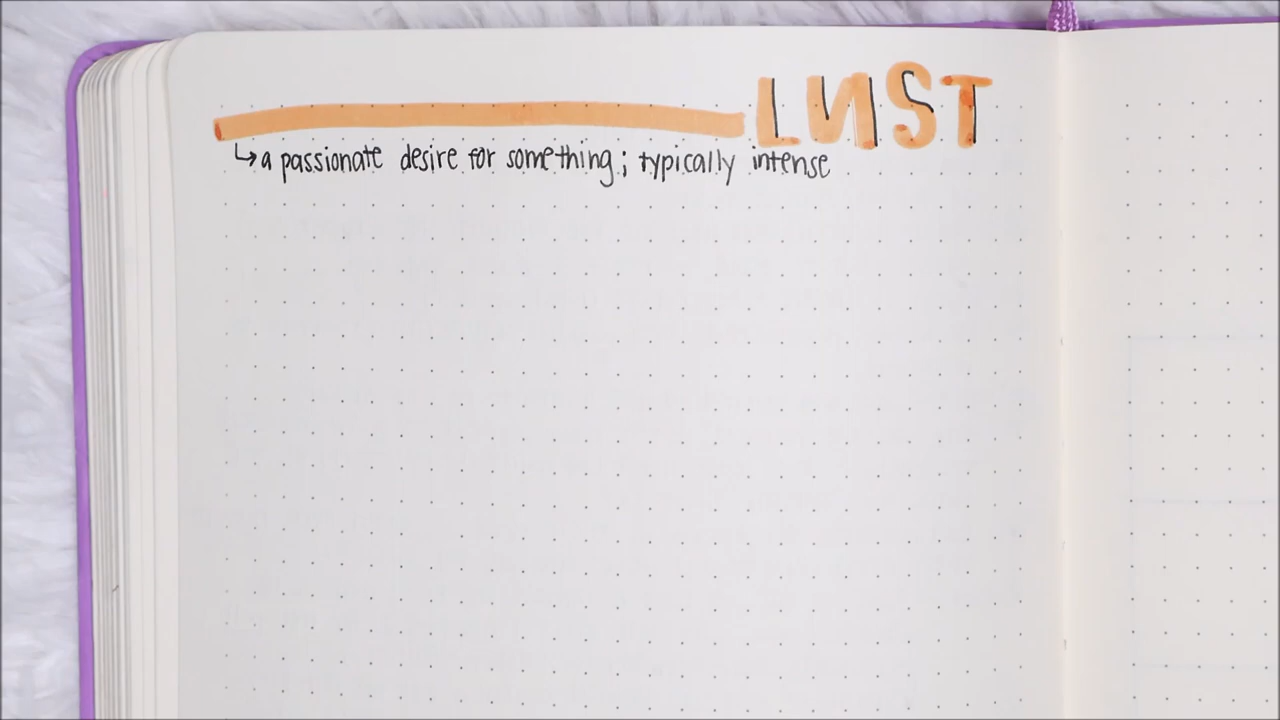 LUST
↳a passionate desire for something; typically intense